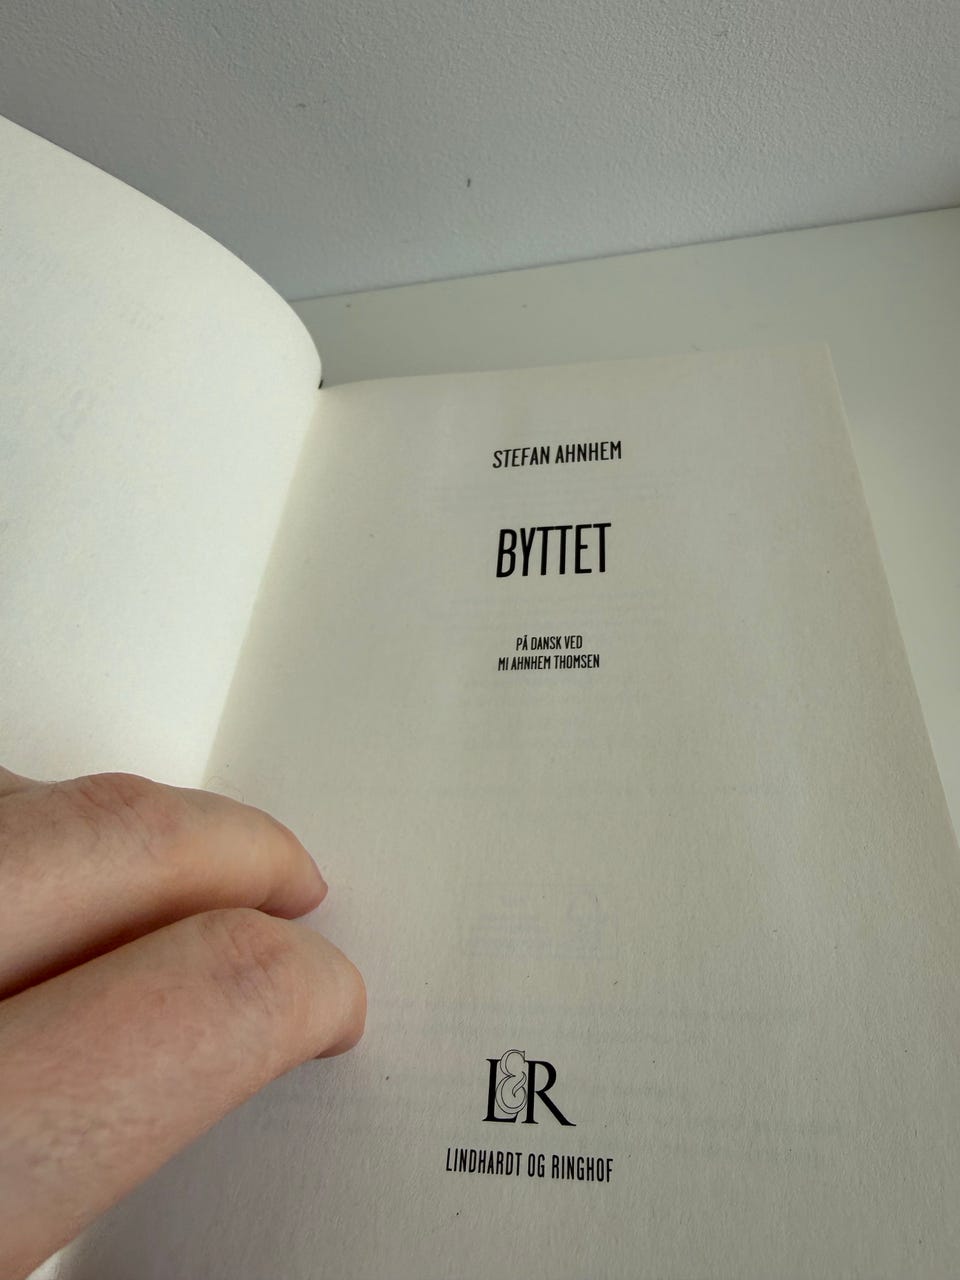 STEFAN AHNHEM
BYTTET
PÅ DANSK VED
MI AHNHEM THOMSEN
L&R
LINDHARDT OG RINGHOF